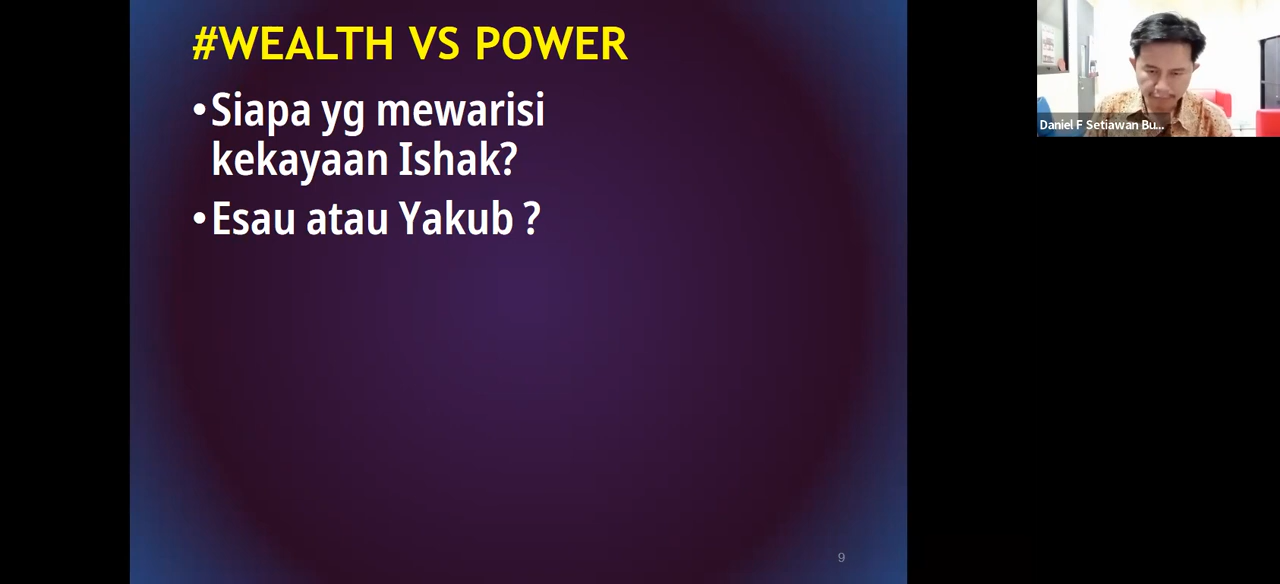 #WEALTH VS POWER
•Siapa yg mewarisi
kekayaan Ishak?
•Esau atau Yakub ?
Daniel F Setiawan Bu...
9